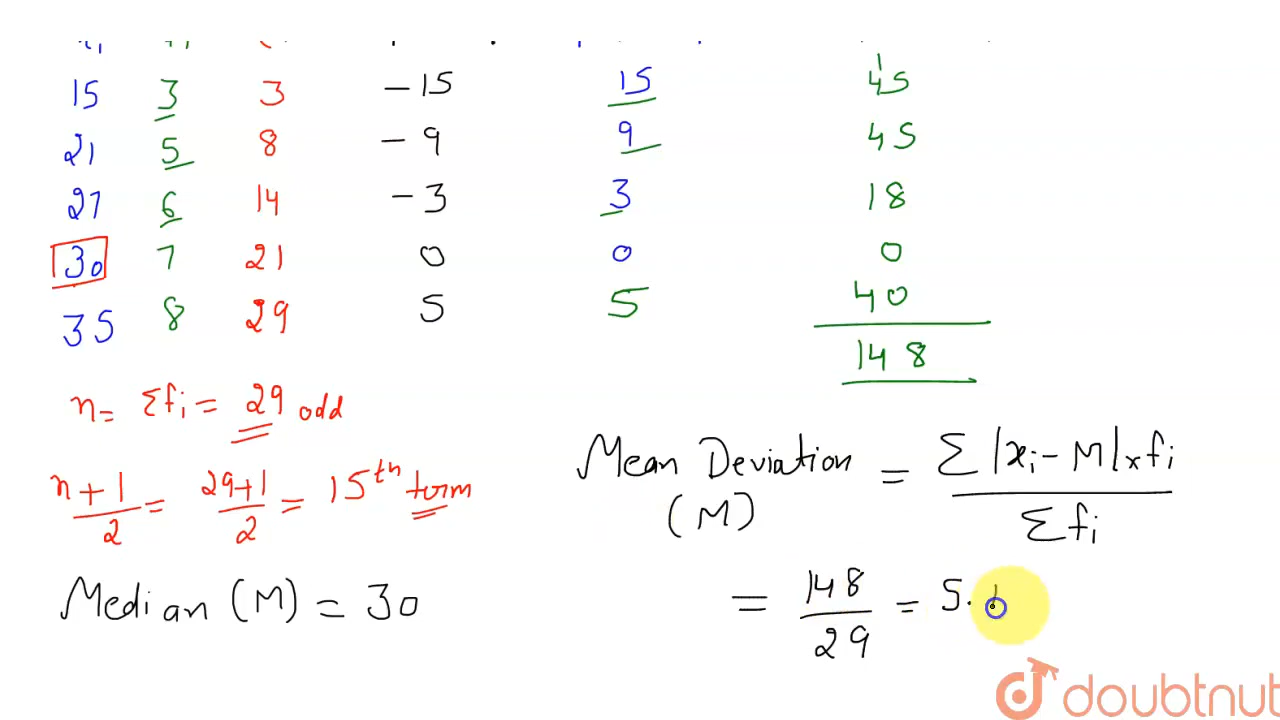 15 3 3 -15 15 45
21 5 8 -9 9 45
27 6 14 -3 3 18
30 7 21 0 0 0
35 8 29 5 5 40
148
n = Σfi = 29 odd
n+1/2 = 29+1/2 = 15th term
Median (M) = 30
Mean Deviation (M) = Σ|xi - M|×fi / Σfi
= 148/29 = 5.1
doubtnut